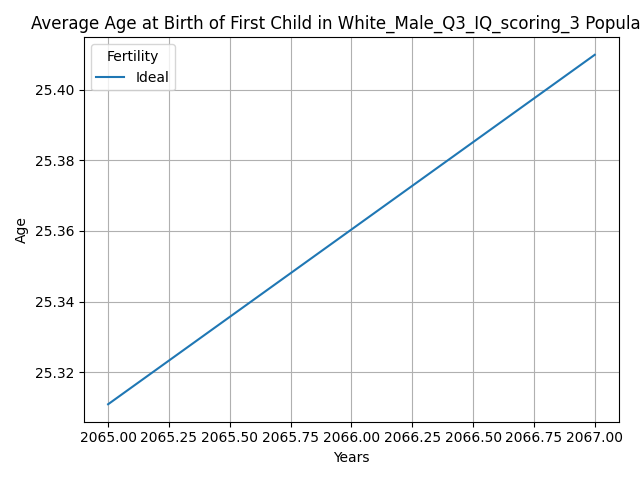 Average Age at Birth of First Child in White_Male_Q3_IQ_scoring_3 Popula
Fertility
Ideal
25.40
25.38
25.36
25.34
25.32
Age
2065.00 2065.25 2065.50 2065.75 2066.00 2066.25 2066.50 2066.75 2067.00
Years